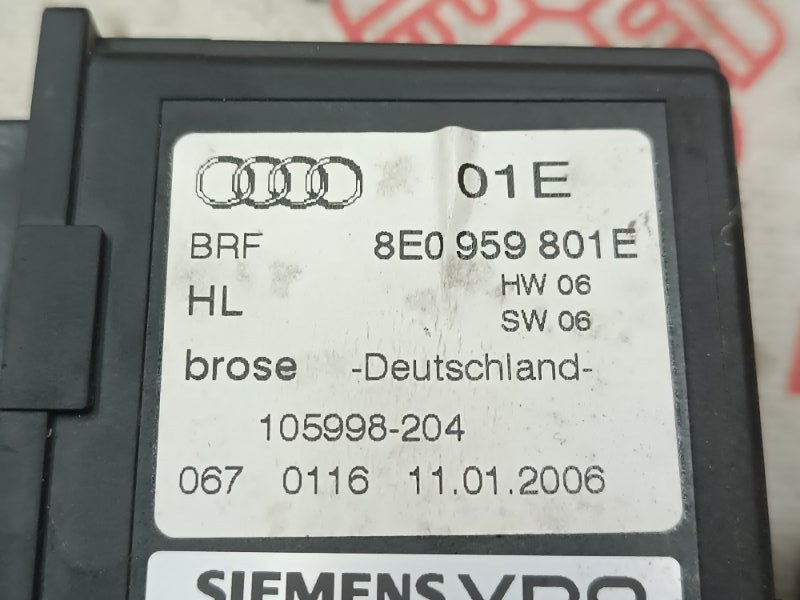 01E
BRF 8E0 959 801E
HL HW 06
SW 06
brose -Deutschland-
105998-204
067 0116 11.01.2006
SIEMENS VDO